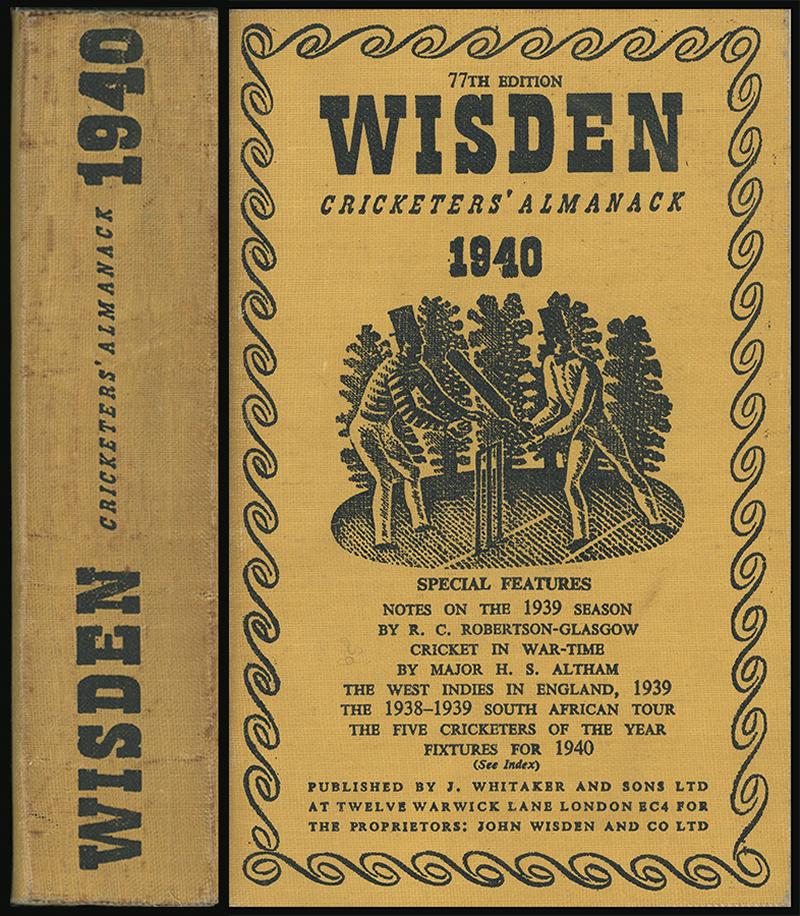 WISDEN CRICKETERS' ALMANACK 1940
77TH EDITION
WISDEN
CRICKETERS' ALMANACK
1940
SPECIAL FEATURES
NOTES ON THE 1939 SEASON
BY R. C. ROBERTSON-GLASGOW
CRICKET IN WAR-TIME
BY MAJOR H. S. ALTHAM
THE WEST INDIES IN ENGLAND, 1939
THE 1938–1939 SOUTH AFRICAN TOUR
THE FIVE CRICKETERS OF THE YEAR
FIXTURES FOR 1940
(See Index)
PUBLISHED BY J. WHITAKER AND SONS LTD
AT TWELVE WARWICK LANE LONDON EC4 FOR
THE PROPRIETORS: JOHN WISDEN AND CO LTD